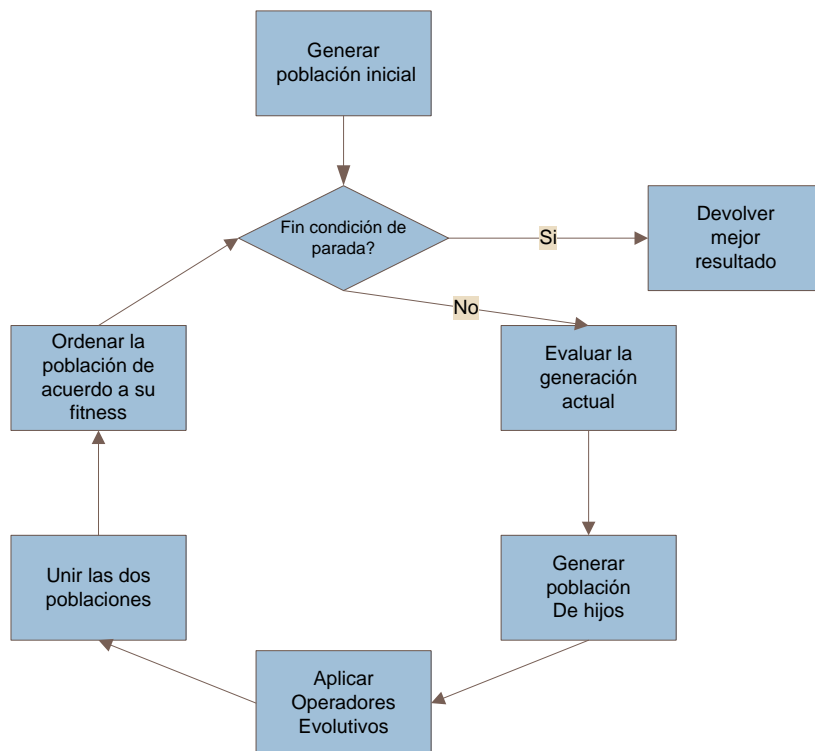 Generar
población inicial
Fin condición de
parada?
Si
Devolver
mejor
resultado
No
Evaluar la
generación
actual
Generar
población
De hijos
Aplicar
Operadores
Evolutivos
Unir las dos
poblaciones
Ordenar la
población de
acuerdo a su
fitness